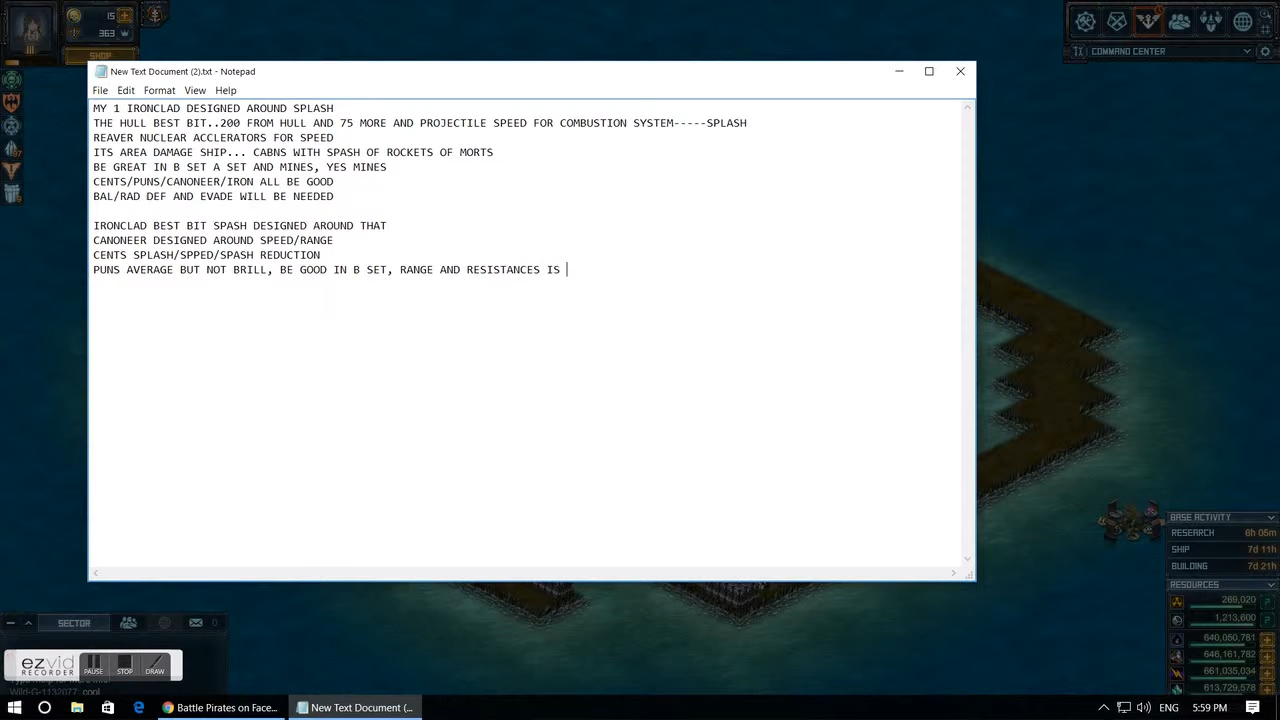 15
363
SHOP
COMMAND CENTER
New Text Document (2).txt - Notepad
File Edit Format View Help
MY 1 IRONCLAD DESIGNED AROUND SPLASH
THE HULL BEST BIT..200 FROM HULL AND 75 MORE AND PROJECTILE SPEED FOR COMBUSTION SYSTEM-----SPLASH
REAVER NUCLEAR ACCLERATORS FOR SPEED
ITS AREA DAMAGE SHIP... CABNS WITH SPASH OF ROCKETS OF MORTS
BE GREAT IN B SET A SET AND MINES, YES MINES
CENTS/PUNS/CANONEER/IRON ALL BE GOOD
BAL/RAD DEF AND EVADE WILL BE NEEDED
IRONCLAD BEST BIT SPASH DESIGNED AROUND THAT
CANONEER DESIGNED AROUND SPEED/RANGE
CENTS SPLASH/SPPED/SPASH REDUCTION
PUNS AVERAGE BUT NOT BRILL, BE GOOD IN B SET, RANGE AND RESISTANCES IS
BASE ACTIVITY
RESEARCH 6h 05m
SHIP 7d 11h
BUILDING 7d 21h
RESOURCES
269,020
1,213,600
640,050,781
646,161,782
661,035,034
613,729,578
SECTOR
0
ezvid
RECORDER
PAUSE STOP DRAW
Wild-G-1132077: cool
Battle Pirates on Face...
New Text Document (...
ENG 5:59 PM